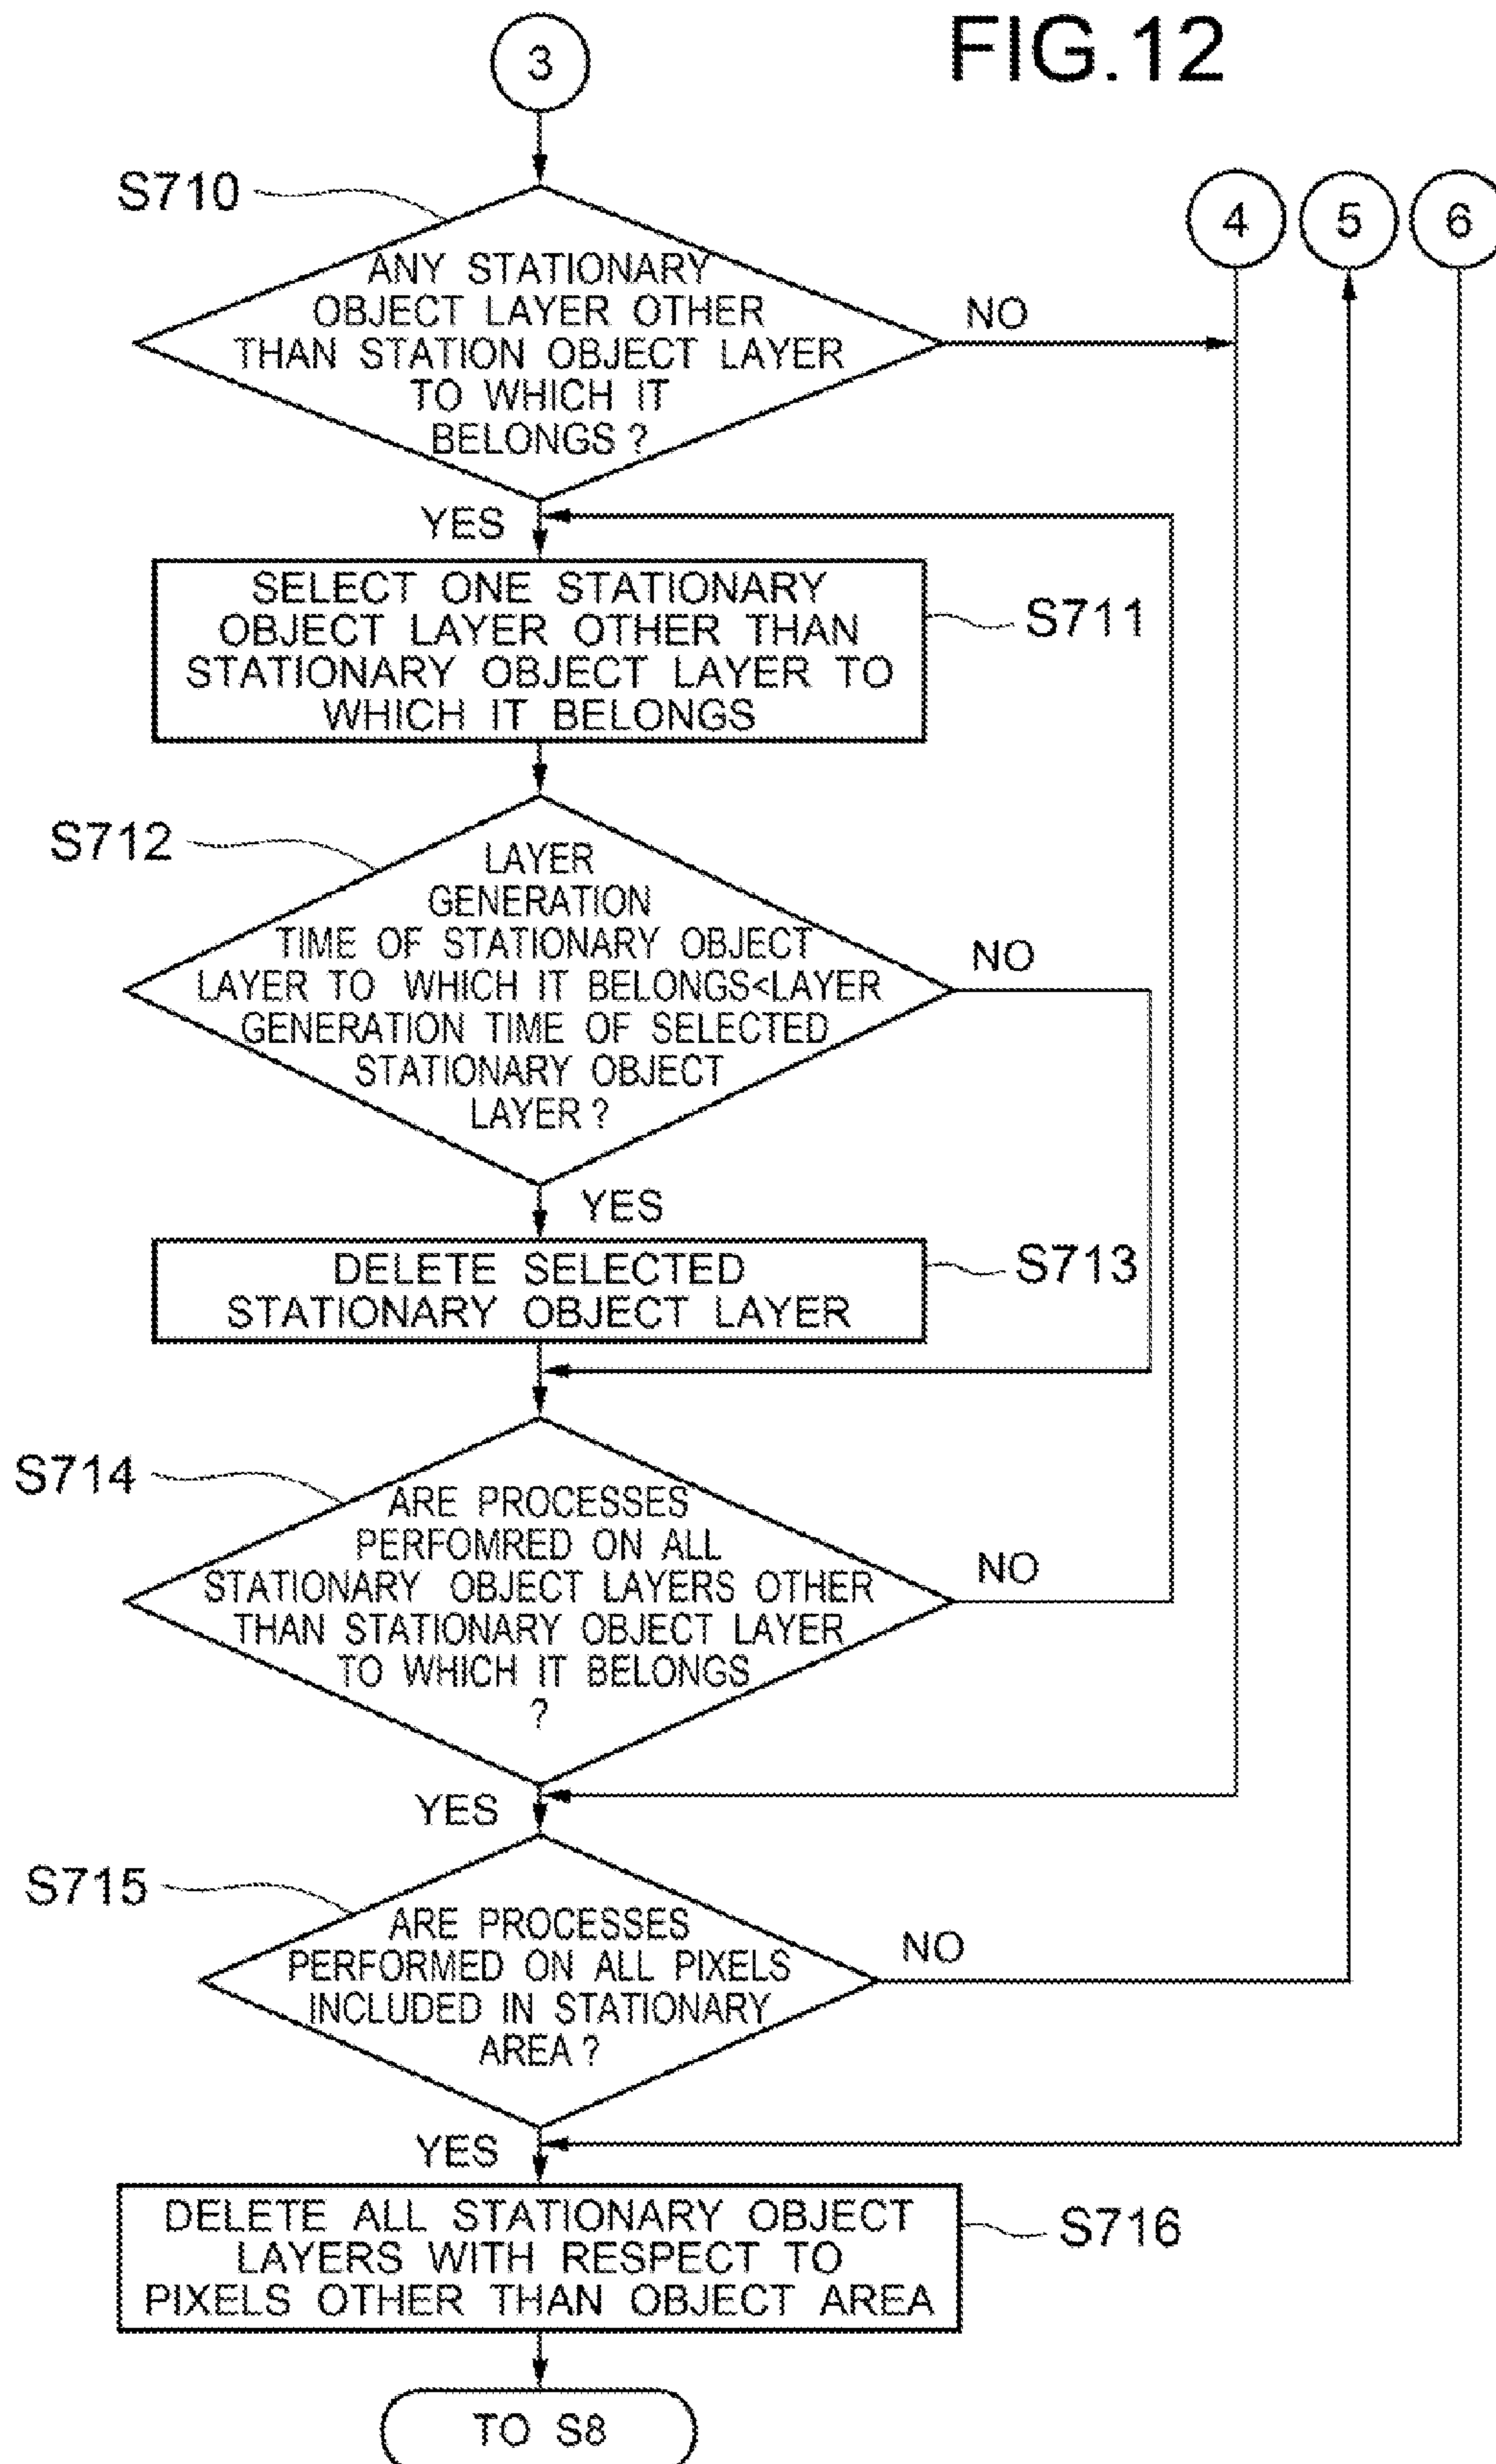 FIG.12
3
4
5
6
S710
ANY STATIONARY
OBJECT LAYER OTHER
THAN STATION OBJECT LAYER
TO WHICH IT
BELONGS ?
NO
YES
SELECT ONE STATIONARY
OBJECT LAYER OTHER THAN
STATIONARY OBJECT LAYER TO
WHICH IT BELONGS
S711
S712
LAYER
GENERATION
TIME OF STATIONARY OBJECT
LAYER TO WHICH IT BELONGS<LAYER
GENERATION TIME OF SELECTED
STATIONARY OBJECT
LAYER ?
NO
YES
DELETE SELECTED
STATIONARY OBJECT LAYER
S713
S714
ARE PROCESSES
PERFOMRED ON ALL
STATIONARY OBJECT LAYERS OTHER
THAN STATIONARY OBJECT LAYER
TO WHICH IT BELONGS
?
NO
YES
S715
ARE PROCESSES
PERFORMED ON ALL PIXELS
INCLUDED IN STATIONARY
AREA ?
NO
YES
DELETE ALL STATIONARY OBJECT
LAYERS WITH RESPECT TO
PIXELS OTHER THAN OBJECT AREA
S716
TO S8